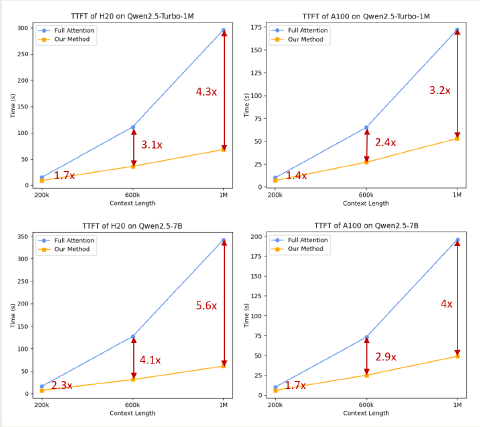 TTFT of H20 on Qwen2.5-Turbo-1M
Full Attention
Our Method
300
250
200
150
100
50
0
Time (s)
4.3x
3.1x
1.7x
200k
600k
1M
Context Length
TTFT of A100 on Qwen2.5-Turbo-1M
Full Attention
Our Method
175
150
125
100
75
50
25
0
Time (s)
3.2x
2.4x
1.4x
200k
600k
1M
Context Length
TTFT of H20 on Qwen2.5-7B
Full Attention
Our Method
350
300
250
200
150
100
50
0
Time (s)
5.6x
4.1x
2.3x
200k
600k
1M
Context Length
TTFT of A100 on Qwen2.5-7B
Full Attention
Our Method
200
175
150
125
100
75
50
25
0
Time (s)
4x
2.9x
1.7x
200k
600k
1M
Context Length